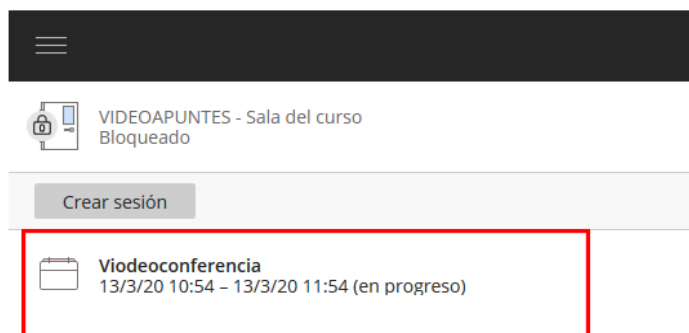 VIDEOAPUNTES - Sala del curso
Bloqueado
Crear sesión
Viodeoconferencia
13/3/20 10:54 – 13/3/20 11:54 (en progreso)